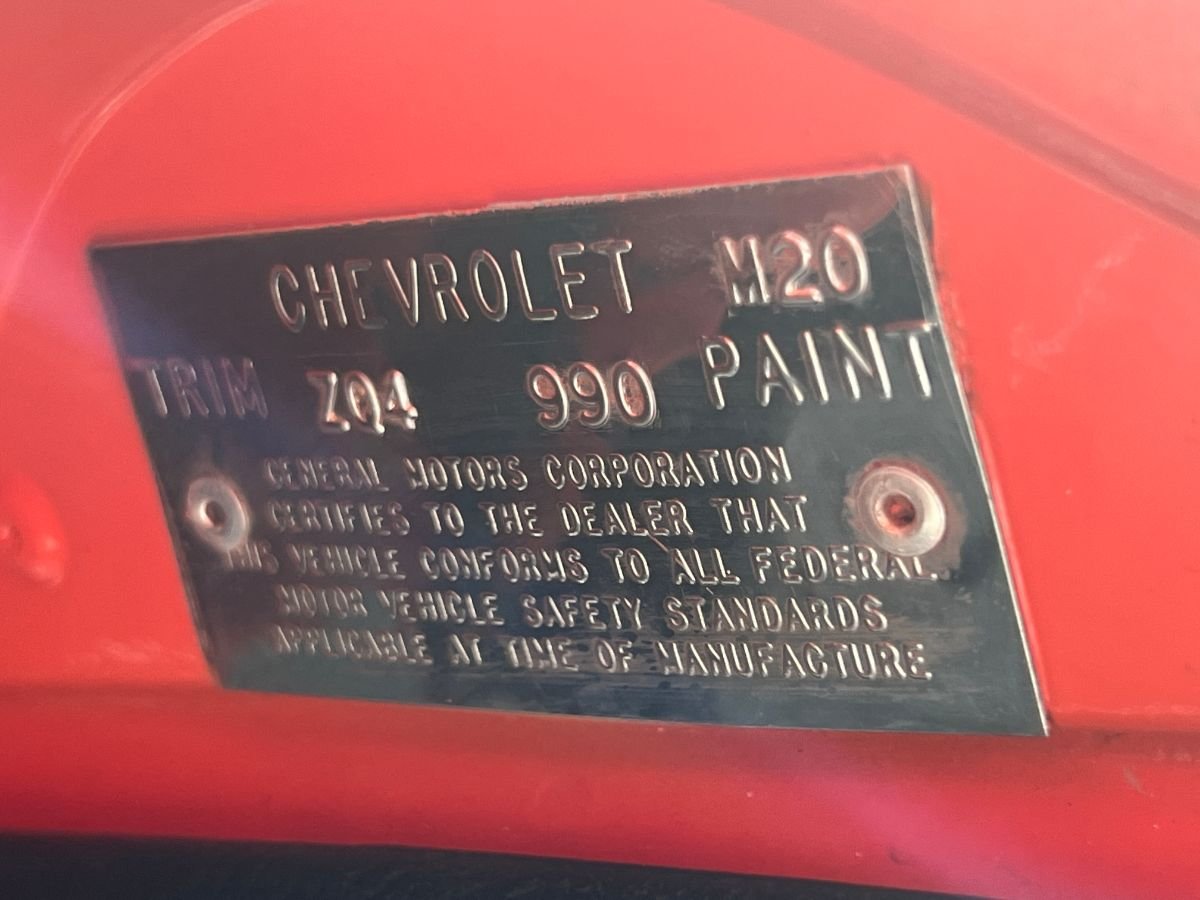 CHEVROLET M20
TRIM ZQ4 990 PAINT
GENERAL MOTORS CORPORATION
CERTIFIES TO THE DEALER THAT
THIS VEHICLE CONFORMS TO ALL FEDERAL
MOTOR VEHICLE SAFETY STANDARDS
APPLICABLE AT TIME OF MANUFACTURE